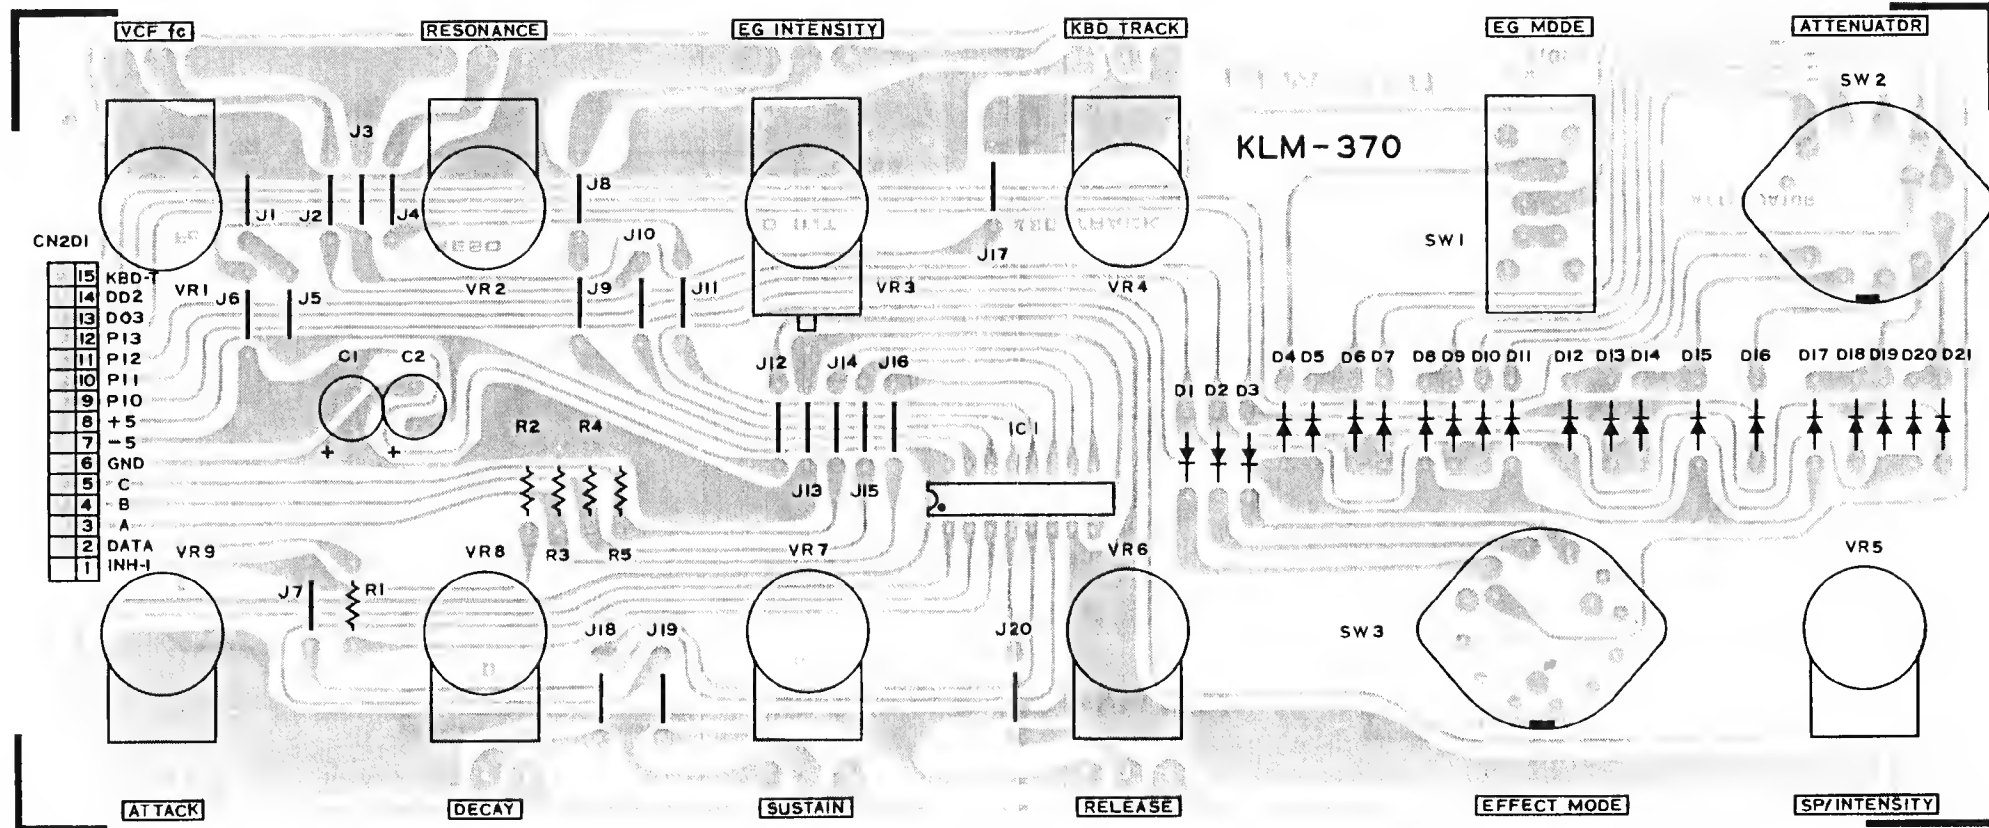 VCF fc
RESONANCE
EG INTENSITY
KBD TRACK
EG MODE
ATTENUATOR
SW2
J3
KLM-370
J8
J1
J2
J4
J10
SW1
CN2D1
J17
15 KBD-T
VR1
J6
J5
VR2
J9
J11
VR3
VR4
14 DD2
13 DO3
12 P13
11 P12
10 P11
9 P10
8 +5
7 -5
6 GND
5 C
4 B
3 A
2 DATA
1 INH-1
C1
C2
+
+
J12
J14
J16
D1
D2
D3
D4
D5
D6
D7
D8
D9
D10
D11
D12
D13
D14
D15
D16
D17
D18
D19
D20
D21
R2
R4
IC1
J13
J15
VR9
VR8
R3
R5
VR7
VR6
VR5
J7
R1
J18
J19
J20
SW3
ATTACK
DECAY
SUSTAIN
RELEASE
EFFECT MODE
SP/INTENSITY